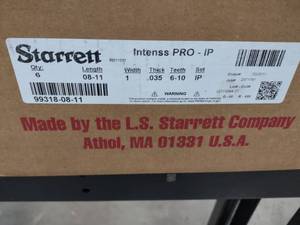 Starrett
Intenss PRO - iP
Qty: Length Width Thick Teeth Set
6 08-11 1 .035 6-10 IP
99318-08-11
WARNING
Made by the L.S. Starrett Company
Athol, MA 01331 U.S.A.